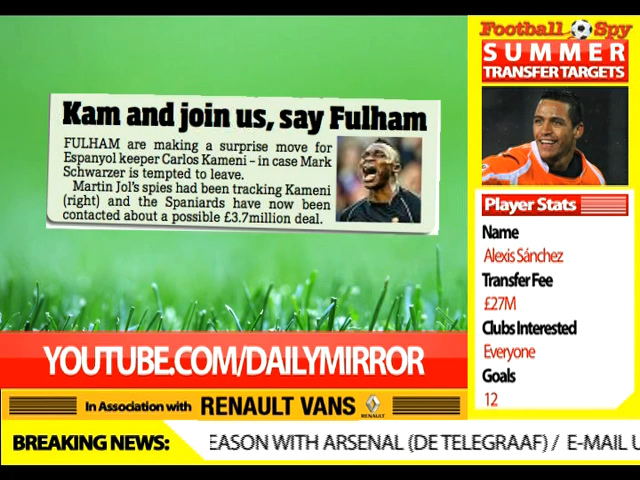 Football Spy
SUMMER
TRANSFER TARGETS
Kam and join us, say Fulham
FULHAM are making a surprise move for
Espanyol keeper Carlos Kameni – in case Mark
Schwarzer is tempted to leave.
Martin Jol's spies had been tracking Kameni
(right) and the Spaniards have now been
contacted about a possible £3.7million deal.
Player Stats
Name
Alexis Sánchez
Transfer Fee
£27M
Clubs Interested
Everyone
Goals
12
YOUTUBE.COM/DAILYMIRROR
In Association with RENAULT VANS
RENAULT
BREAKING NEWS: EASON WITH ARSENAL (DE TELEGRAAF) / E-MAIL U